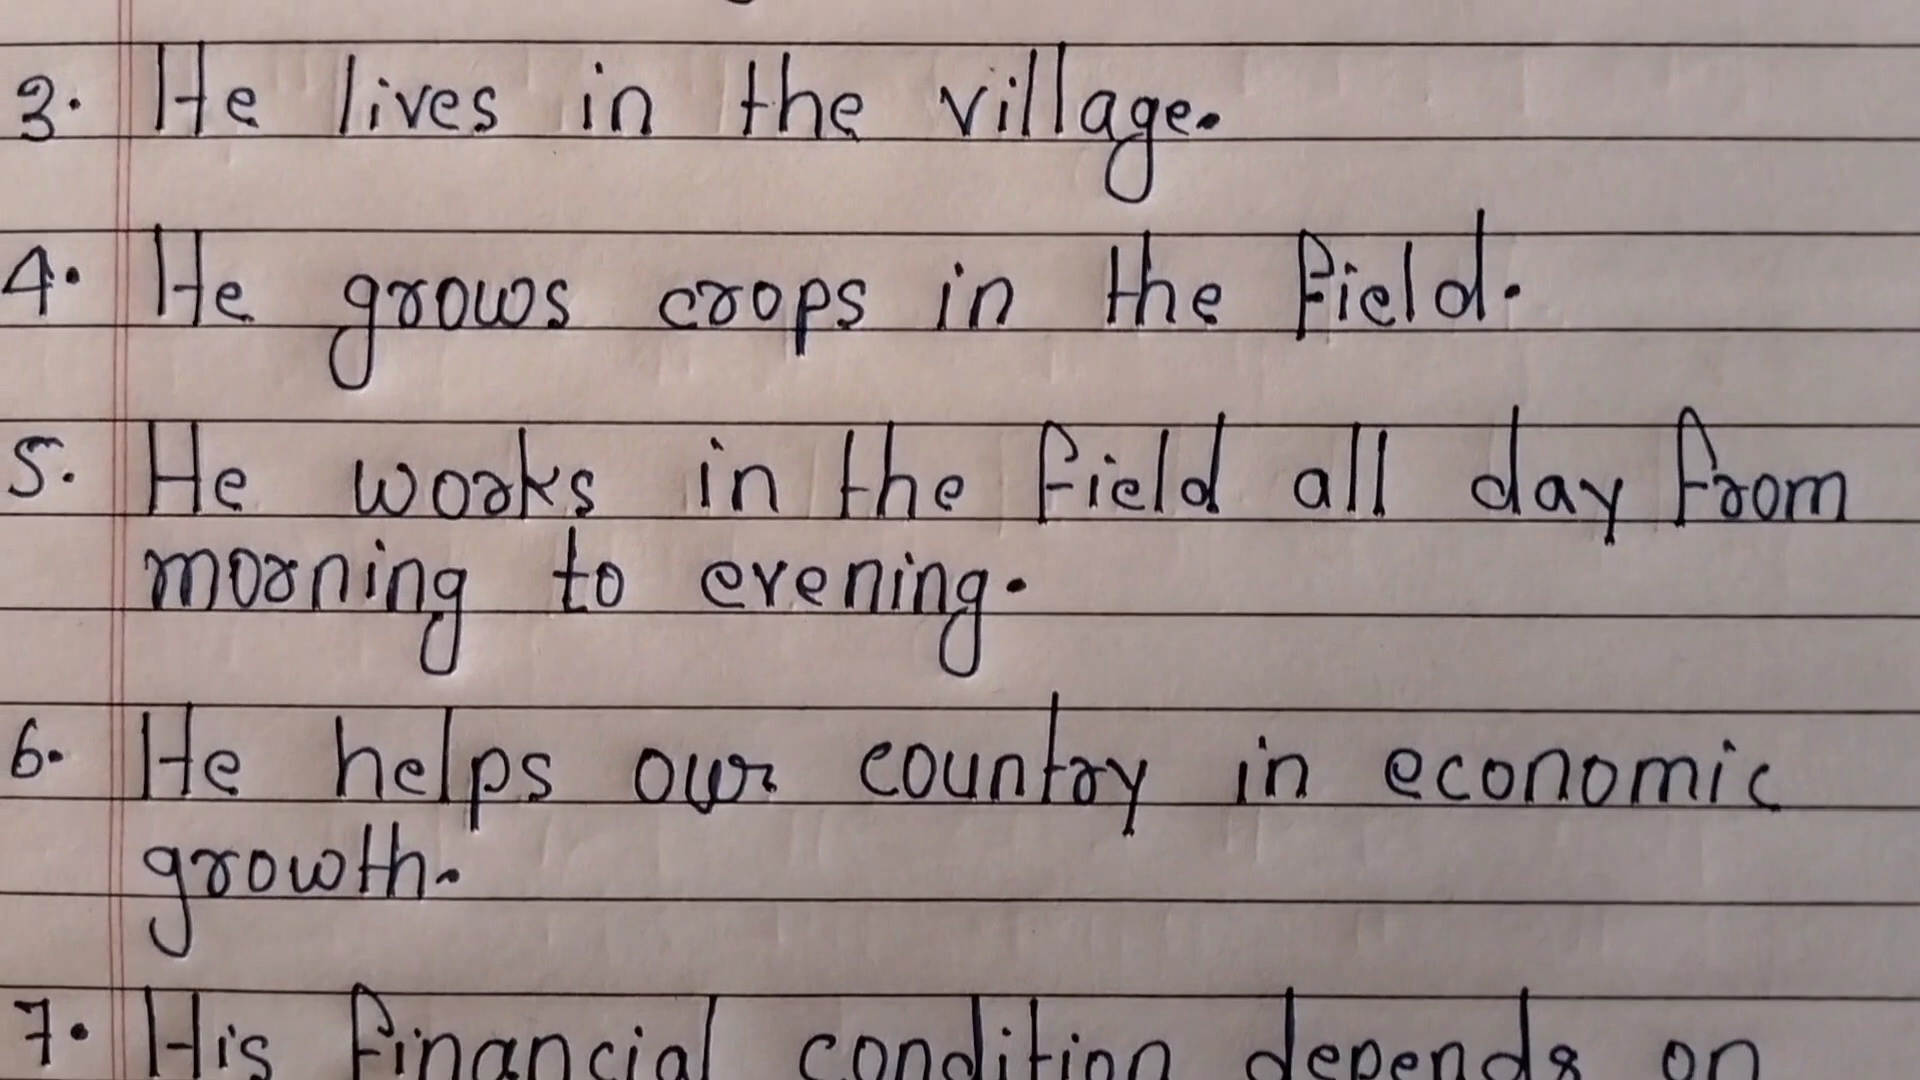 3. He lives in the village.
4. He grows crops in the field.
5. He works in the field all day from
morning to evening.
6. He helps our country in economic
growth.
7. His financial condition depends on